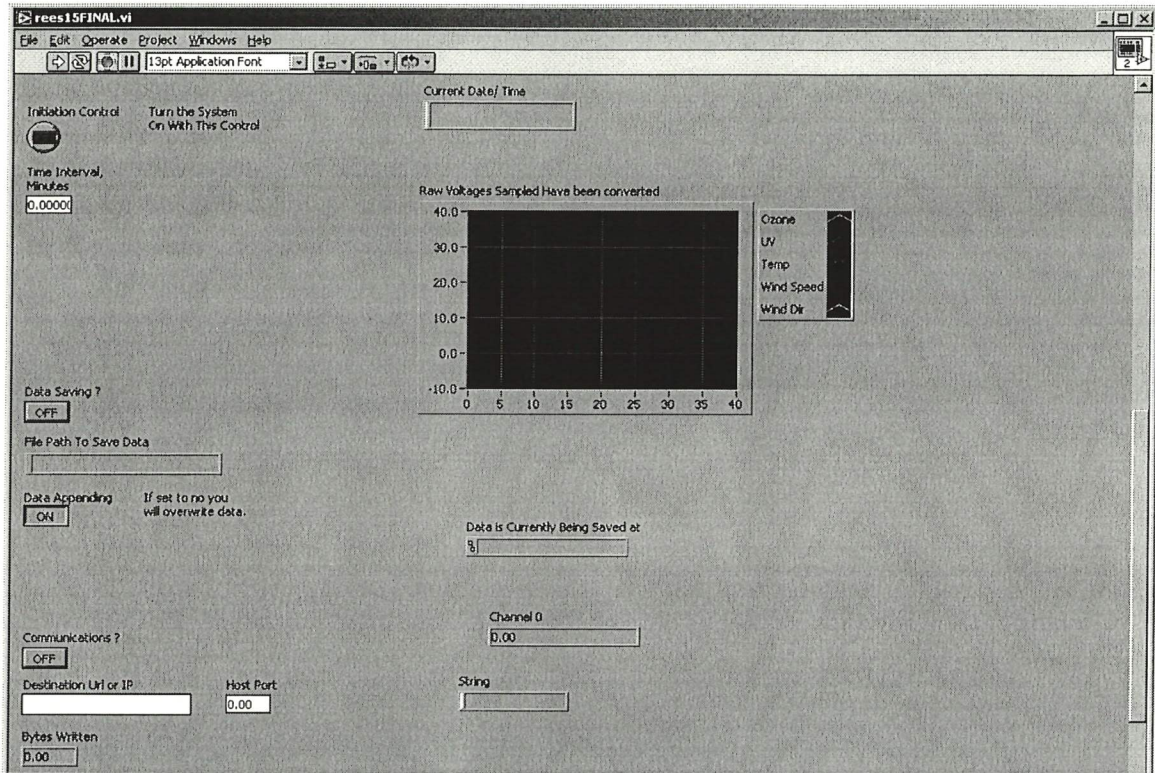 rees15FINAL.vi
File Edit Operate Project Windows Help
13pt Application Font
2
Current Date/ Time
Initiation Control
Turn the System
On With This Control
Time Interval,
Minutes
0.0000
Raw Voltages Sampled Have been converted
40.0
30.0
20.0
10.0
0.0
-10.0
0 5 10 15 20 25 30 35 40
Ozone
UV
Temp
Wind Speed
Wind Dir
Data Saving ?
OFF
File Path To Save Data
Data Appending
ON
If set to no you
will overwrite data.
Data is Currently Being Saved at
Channel 0
0.00
Communications ?
OFF
Destination Url or IP
Host Port
0.00
String
Bytes Written
0.00